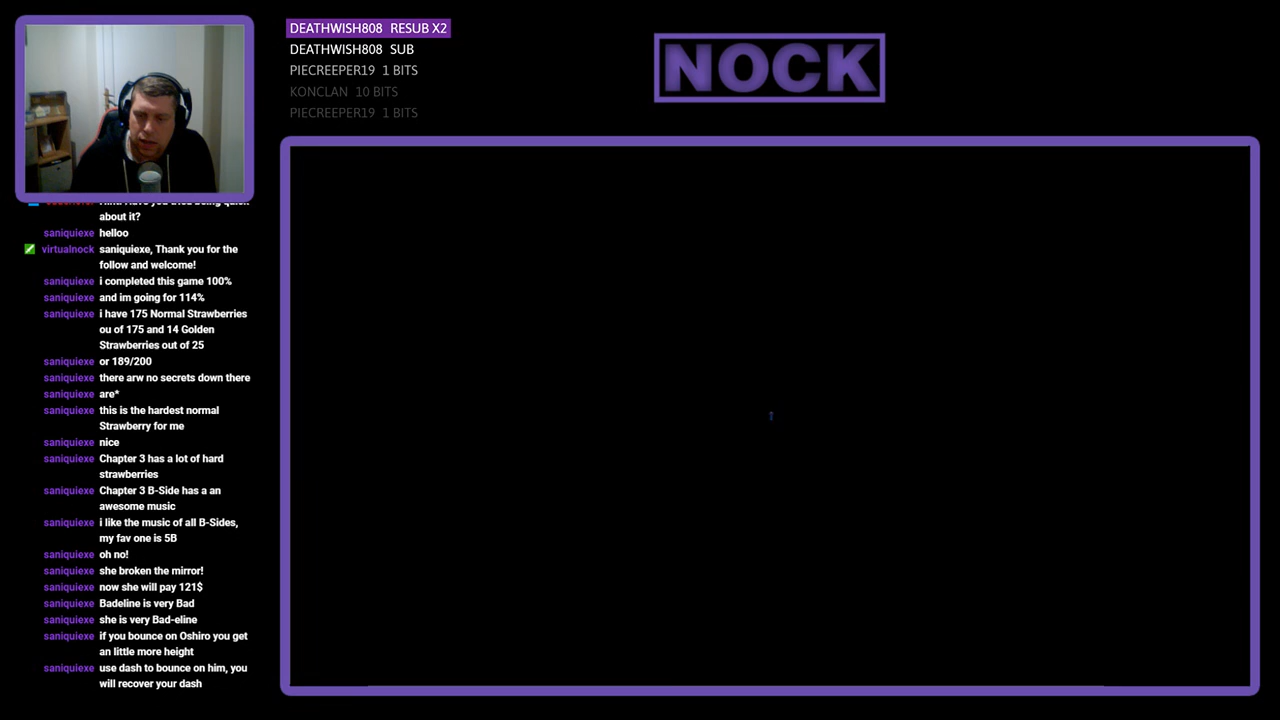 DEATHWISH808 RESUB X2
DEATHWISH808 SUB
PIECREEPER19 1 BITS
KONCLAN 10 BITS
PIECREEPER19 1 BITS
NOCK
about it?
saniquiexe helloo
virtualnock saniquiexe, Thank you for the
follow and welcome!
saniquiexe i completed this game 100%
saniquiexe and im going for 114%
saniquiexe i have 175 Normal Strawberries
ou of 175 and 14 Golden
Strawberries out of 25
saniquiexe or 189/200
saniquiexe there arw no secrets down there
saniquiexe are*
saniquiexe this is the hardest normal
Strawberry for me
saniquiexe nice
saniquiexe Chapter 3 has a lot of hard
strawberries
saniquiexe Chapter 3 B-Side has a an
awesome music
saniquiexe i like the music of all B-Sides,
my fav one is 5B
saniquiexe oh no!
saniquiexe she broken the mirror!
saniquiexe now she will pay 121$
saniquiexe Badeline is very Bad
saniquiexe she is very Bad-eline
saniquiexe if you bounce on Oshiro you get
an little more height
saniquiexe use dash to bounce on him, you
will recover your dash